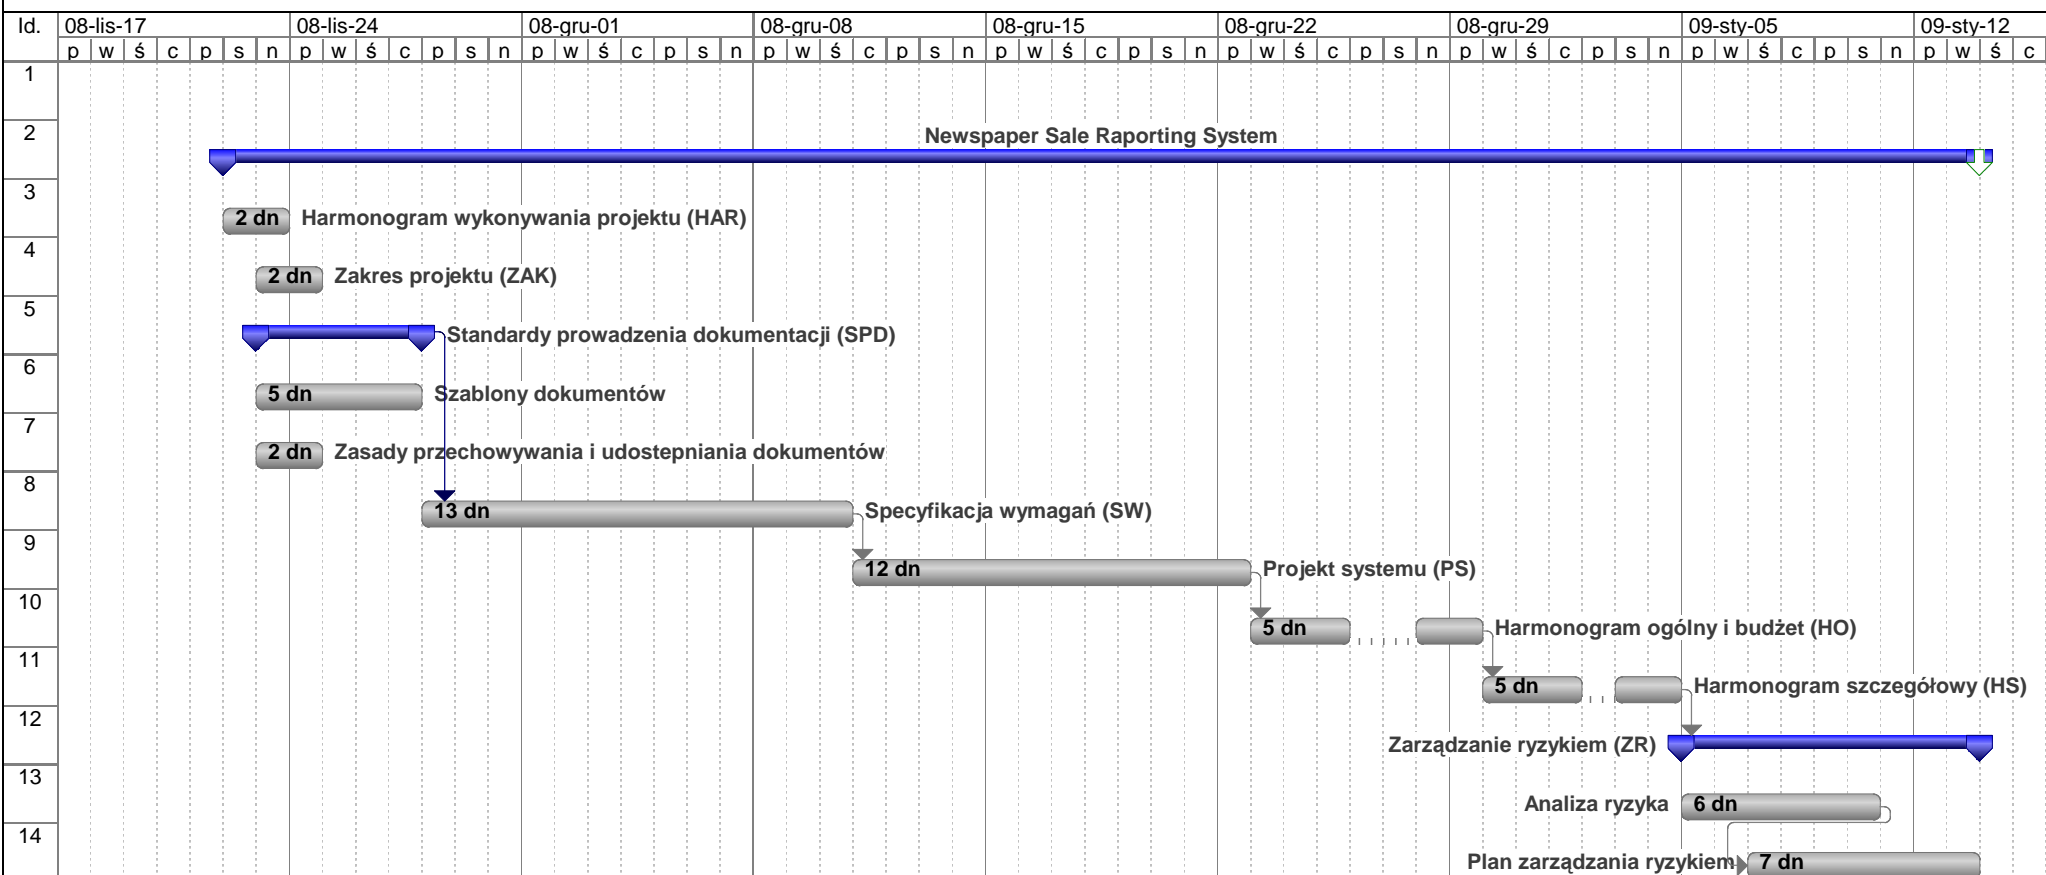 Id. 08-lis-17 08-lis-24 08-gru-01 08-gru-08 08-gru-15 08-gru-22 08-gru-29 09-sty-05 09-sty-12
p w ś c p s n p w ś c p s n p w ś c p s n p w ś c p s n p w ś c p s n p w ś c p s n p w ś c p s n p w ś c p s n p w ś c
1
2 Newspaper Sale Raporting System
3
2 dn Harmonogram wykonywania projektu (HAR)
4
2 dn Zakres projektu (ZAK)
5
Standardy prowadzenia dokumentacji (SPD)
6
5 dn Szablony dokumentów
7
2 dn Zasady przechowywania i udostepniania dokumentów
8
13 dn Specyfikacja wymagań (SW)
9
12 dn Projekt systemu (PS)
10
5 dn Harmonogram ogólny i budżet (HO)
11
5 dn Harmonogram szczegółowy (HS)
12
Zarządzanie ryzykiem (ZR)
13
Analiza ryzyka 6 dn
14
Plan zarządzania ryzykiem 7 dn